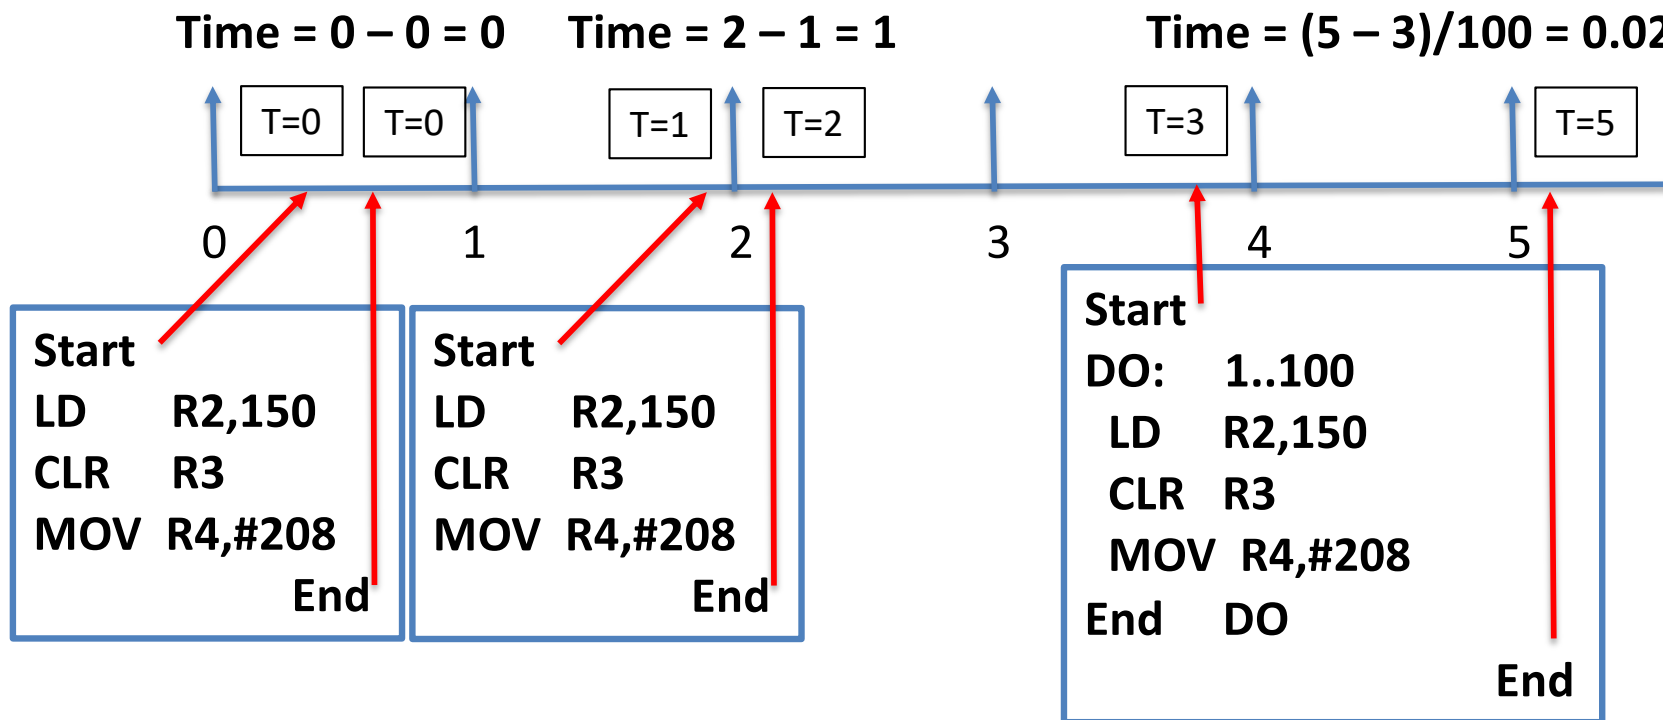 Time = 0 – 0 = 0 Time = 2 – 1 = 1 Time = (5 – 3)/100 = 0.02
T=0 T=0 T=1 T=2 T=3 T=5
0 1 2 3 4 5
Start
LD R2,150
CLR R3
MOV R4,#208
End
Start
LD R2,150
CLR R3
MOV R4,#208
End
Start
DO: 1..100
LD R2,150
CLR R3
MOV R4,#208
End DO
End